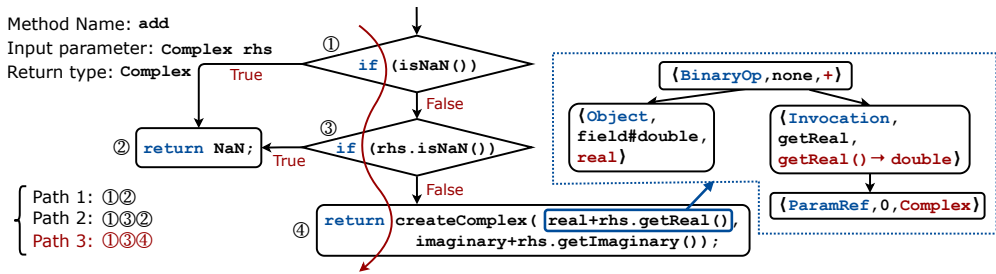 Method Name: add
Input parameter: Complex rhs
Return type: Complex
①
if (isNaN())
True
False
③
if (rhs.isNaN())
②
return NaN;
True
False
④
return createComplex( real+rhs.getReal(),
imaginary+rhs.getImaginary());
Path 1: ①②
Path 2: ①③②
Path 3: ①③④
⟨BinaryOp,none,+⟩
⟨Object,
field#double,
real⟩
⟨Invocation,
getReal,
getReal()→ double⟩
⟨ParamRef,0,Complex⟩